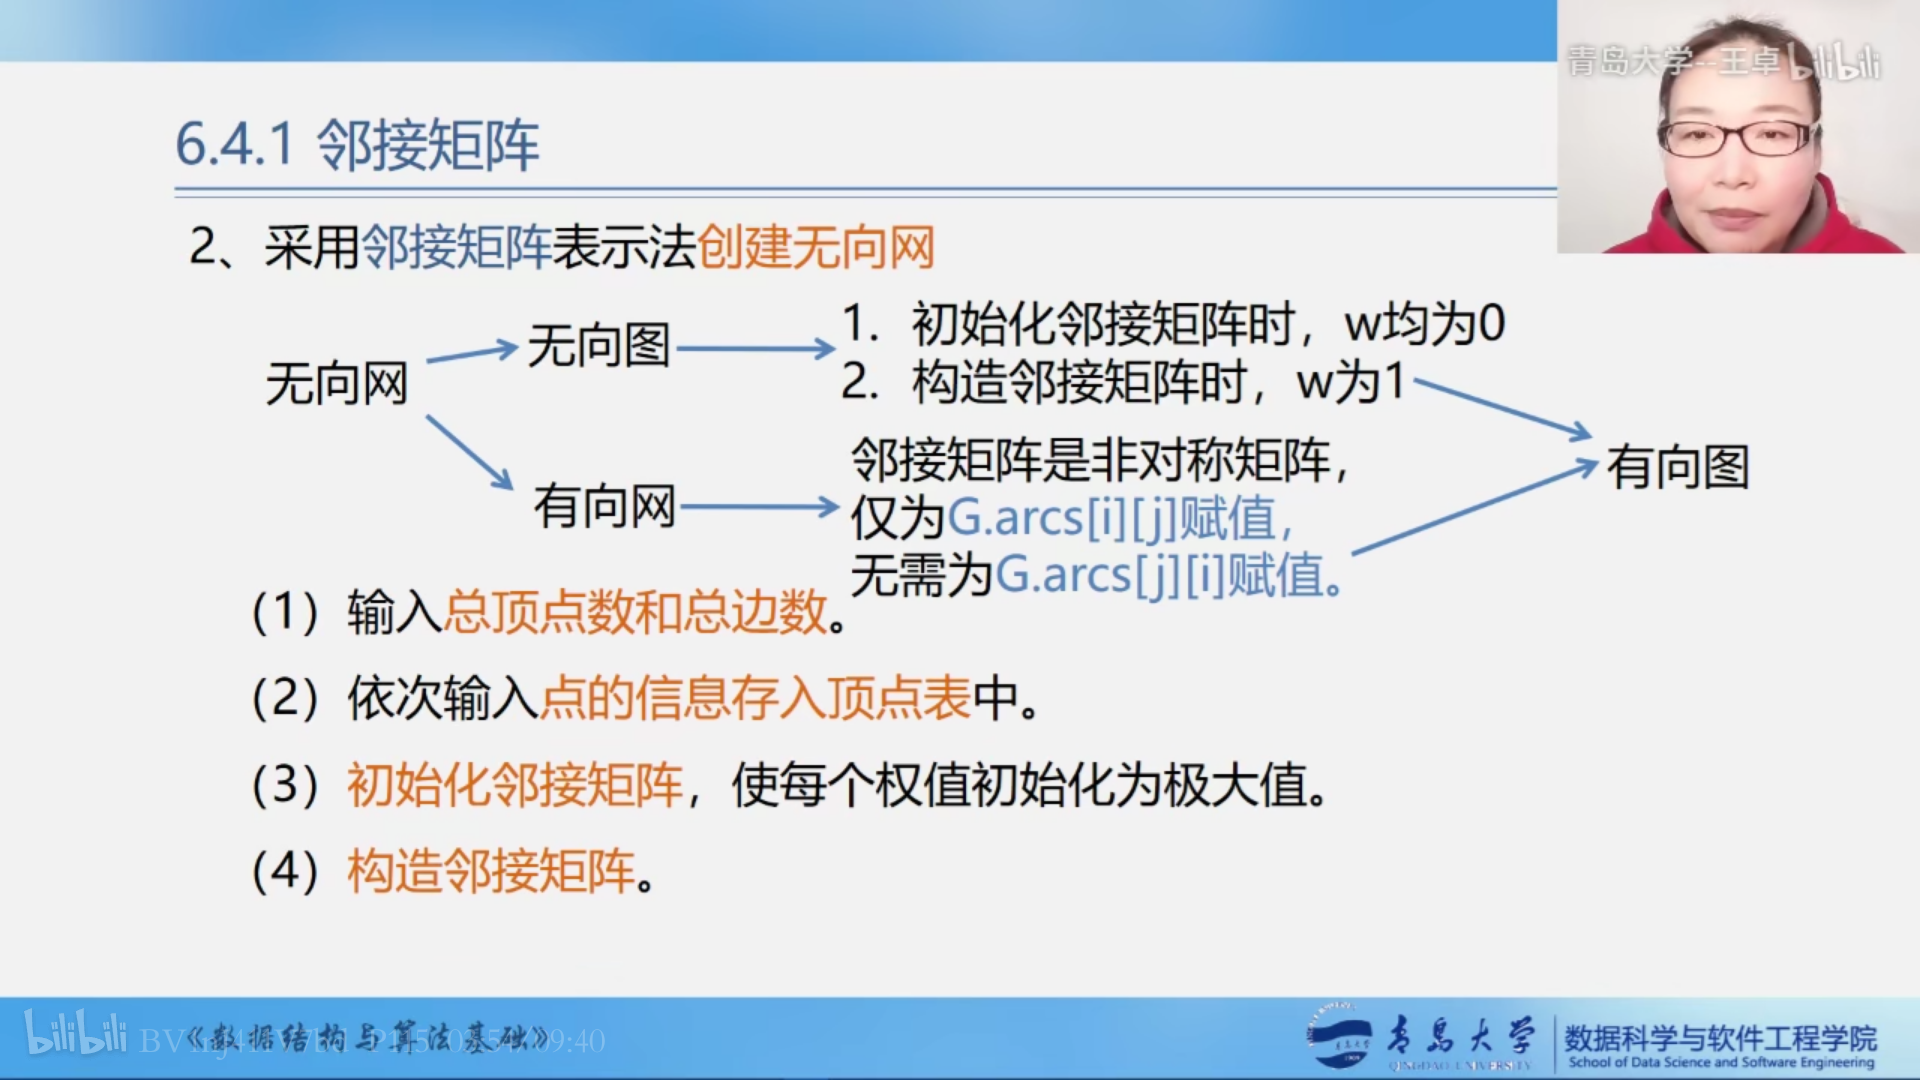 青岛大学--王卓 bilibili
6.4.1 邻接矩阵
2、采用邻接矩阵表示法创建无向网
无向网
无向图
1. 初始化邻接矩阵时，w均为0
2. 构造邻接矩阵时，w为1
有向网
邻接矩阵是非对称矩阵，
仅为G.arcs[i][j]赋值，
无需为G.arcs[j][i]赋值。
有向图
（1）输入总顶点数和总边数。
（2）依次输入点的信息存入顶点表中。
（3）初始化邻接矩阵，使每个权值初始化为极大值。
（4）构造邻接矩阵。
bilibili
《数据结构与算法基础》
09:40
青岛大学
QINGDAO UNIVERSITY
数据科学与软件工程学院
School of Data Science and Software Engineering